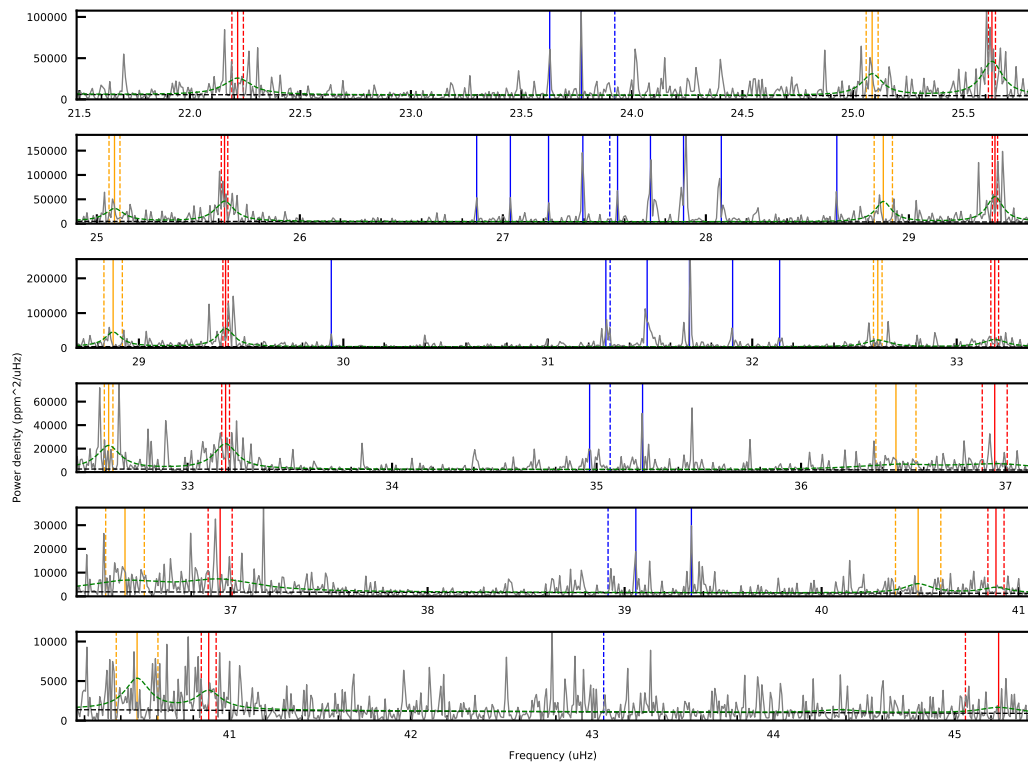 100000
50000
0
21.5 22.0 22.5 23.0 23.5 24.0 24.5 25.0 25.5
150000
100000
50000
0
25 26 27 28 29
200000
100000
0
29 30 31 32 33
60000
40000
20000
0
33 34 35 36 37
30000
20000
10000
0
37 38 39 40 41
10000
5000
0
41 42 43 44 45
Power density (ppm^2/uHz)
Frequency (uHz)